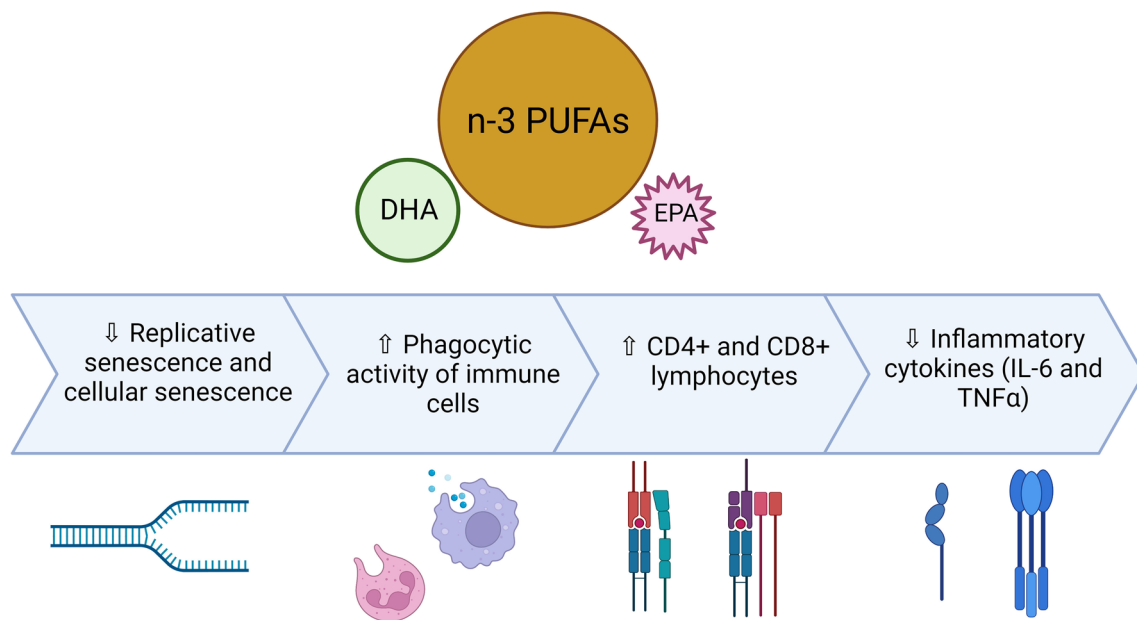 n-3 PUFAs
DHA
EPA
⇩ Replicative
senescence and
cellular senescence
⇧ Phagocytic
activity of immune
cells
⇧ CD4+ and CD8+
lymphocytes
⇩ Inflammatory
cytokines (IL-6 and
TNFα)